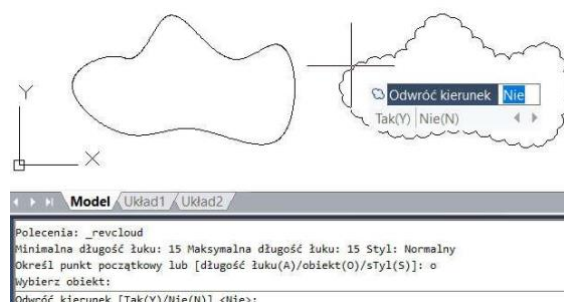 Odwróć kierunek Nie
Tak(Y) Nie(N)
Y
X
Model Układ1 Układ2
Polecenia: _revcloud
Minimalna długość łuku: 15 Maksymalna długość łuku: 15 Styl: Normalny
Określ punkt początkowy lub [długość łuku(A)/obiekt(O)/sTyl(S)]: o
Wybierz obiekt:
Odwróć kierunek [Tak(Y)/Nie(N)] <Nie>: